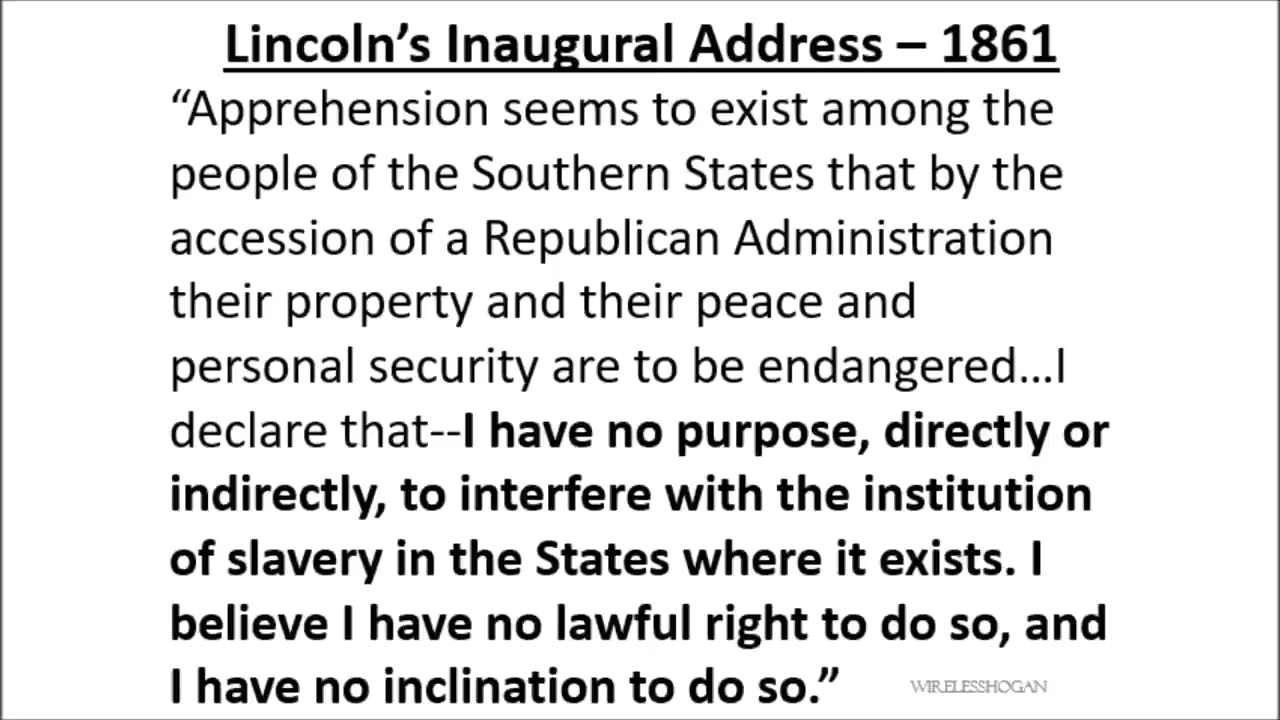 Lincoln’s Inaugural Address – 1861
“Apprehension seems to exist among the
people of the Southern States that by the
accession of a Republican Administration
their property and their peace and
personal security are to be endangered…I
declare that--I have no purpose, directly or
indirectly, to interfere with the institution
of slavery in the States where it exists. I
believe I have no lawful right to do so, and
I have no inclination to do so.”
WIRELESSHOGAN